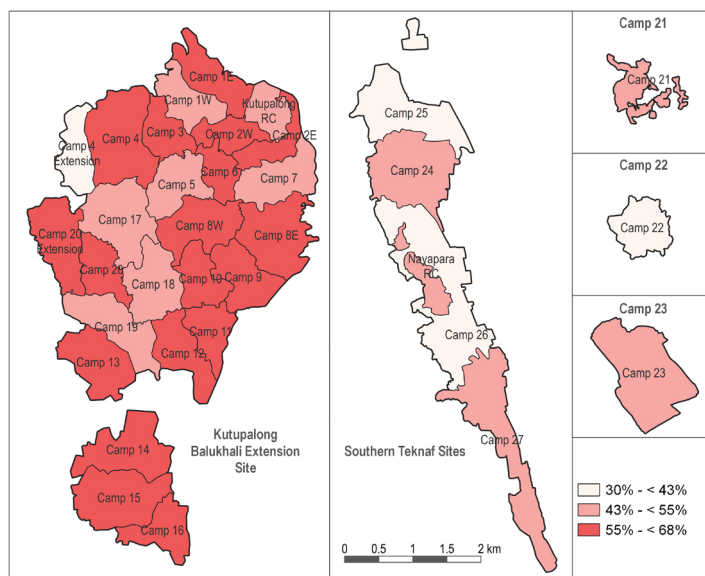 Camp 1E
Camp 1W
Kutupalong
RC
Camp 3
Camp 2W
Camp 2E
Camp 4
Camp 4
Extension
Camp 6
Camp 5
Camp 7
Camp 17
Camp 8W
Camp 8E
Camp 20
Extension
Camp 20
Camp 18
Camp 10
Camp 9
Camp 19
Camp 11
Camp 12
Camp 13
Camp 14
Camp 15
Camp 16
Kutupalong
Balukhali Extension
Site
Camp 25
Camp 24
Nayapara
RC
Camp 26
Camp 27
Southern Teknaf Sites
0 0.5 1 1.5 2 km
Camp 21
Camp 21
Camp 22
Camp 22
Camp 23
Camp 23
30% - < 43%
43% - < 55%
55% - < 68%